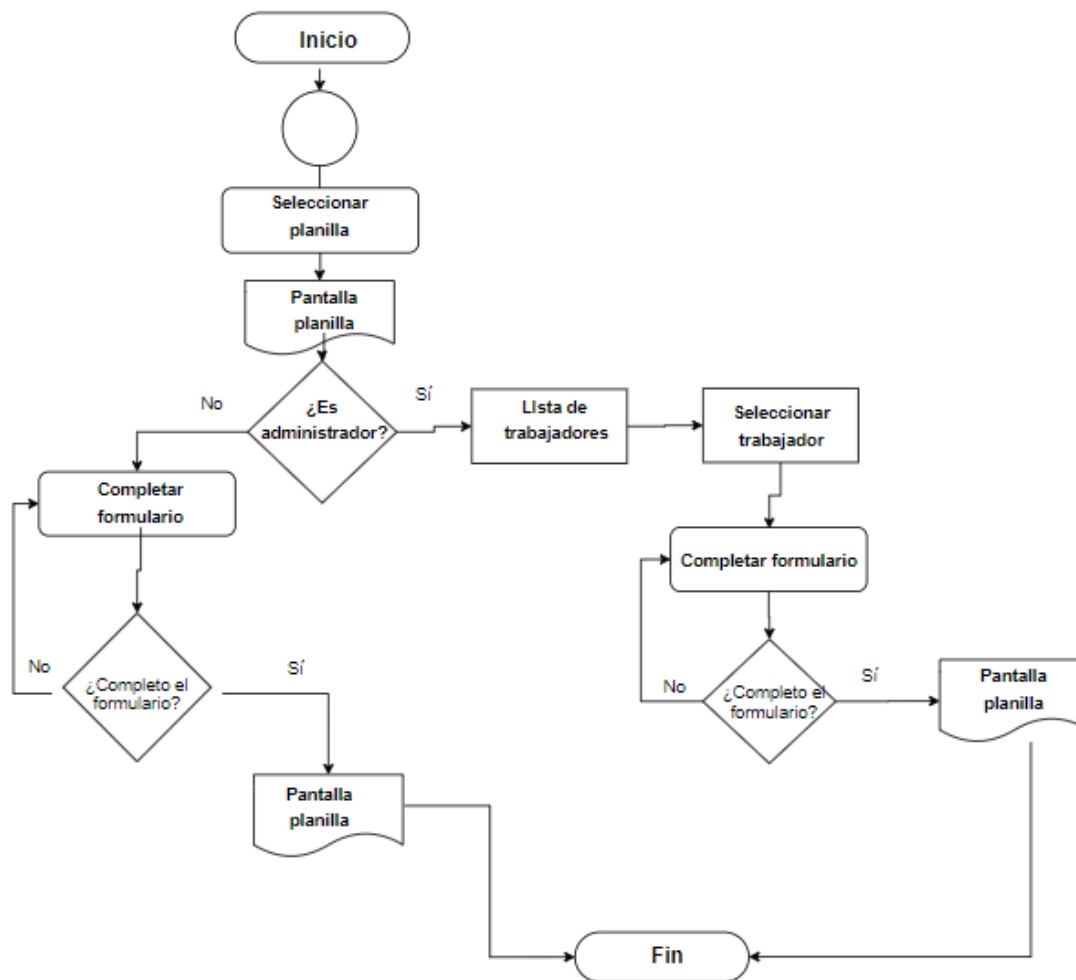 Inicio
Seleccionar
planilla
Pantalla
planilla
¿Es
administrador?
No
Sí
LIsta de
trabajadores
Seleccionar
trabajador
Completar
formulario
Completar formulario
¿Completo el
formulario?
No
Sí
¿Completo el
formulario?
No
Sí
Pantalla
planilla
Pantalla
planilla
Fin